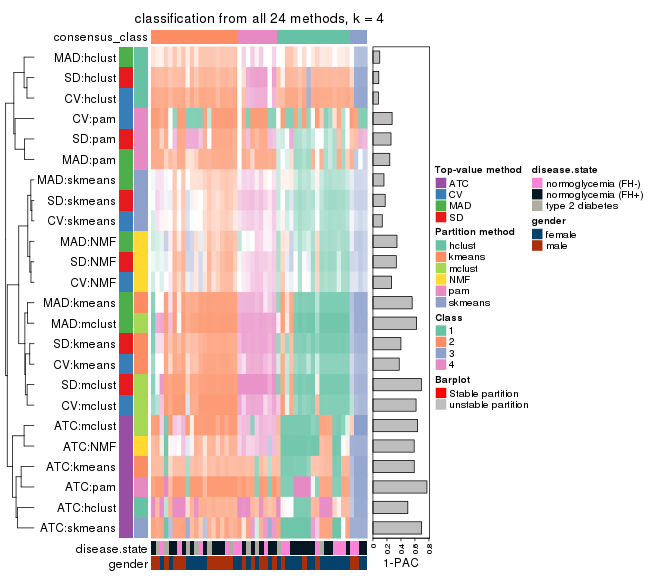 classification from all 24 methods, k = 4
consensus_class
MAD:hclust
SD:hclust
CV:hclust
CV:pam
SD:pam
MAD:pam
MAD:skmeans
SD:skmeans
CV:skmeans
MAD:NMF
SD:NMF
CV:NMF
MAD:kmeans
MAD:mclust
SD:kmeans
CV:kmeans
SD:mclust
CV:mclust
ATC:mclust
ATC:NMF
ATC:kmeans
ATC:pam
ATC:hclust
ATC:skmeans
disease.state
gender
0 0.2 0.4 0.6 0.8
1-PAC
Top-value method
ATC
CV
MAD
SD
Partition method
hclust
kmeans
mclust
NMF
pam
skmeans
Class
1
2
3
4
Barplot
Stable partition
unstable partition
disease.state
normoglycemia (FH-)
normoglycemia (FH+)
type 2 diabetes
gender
female
male